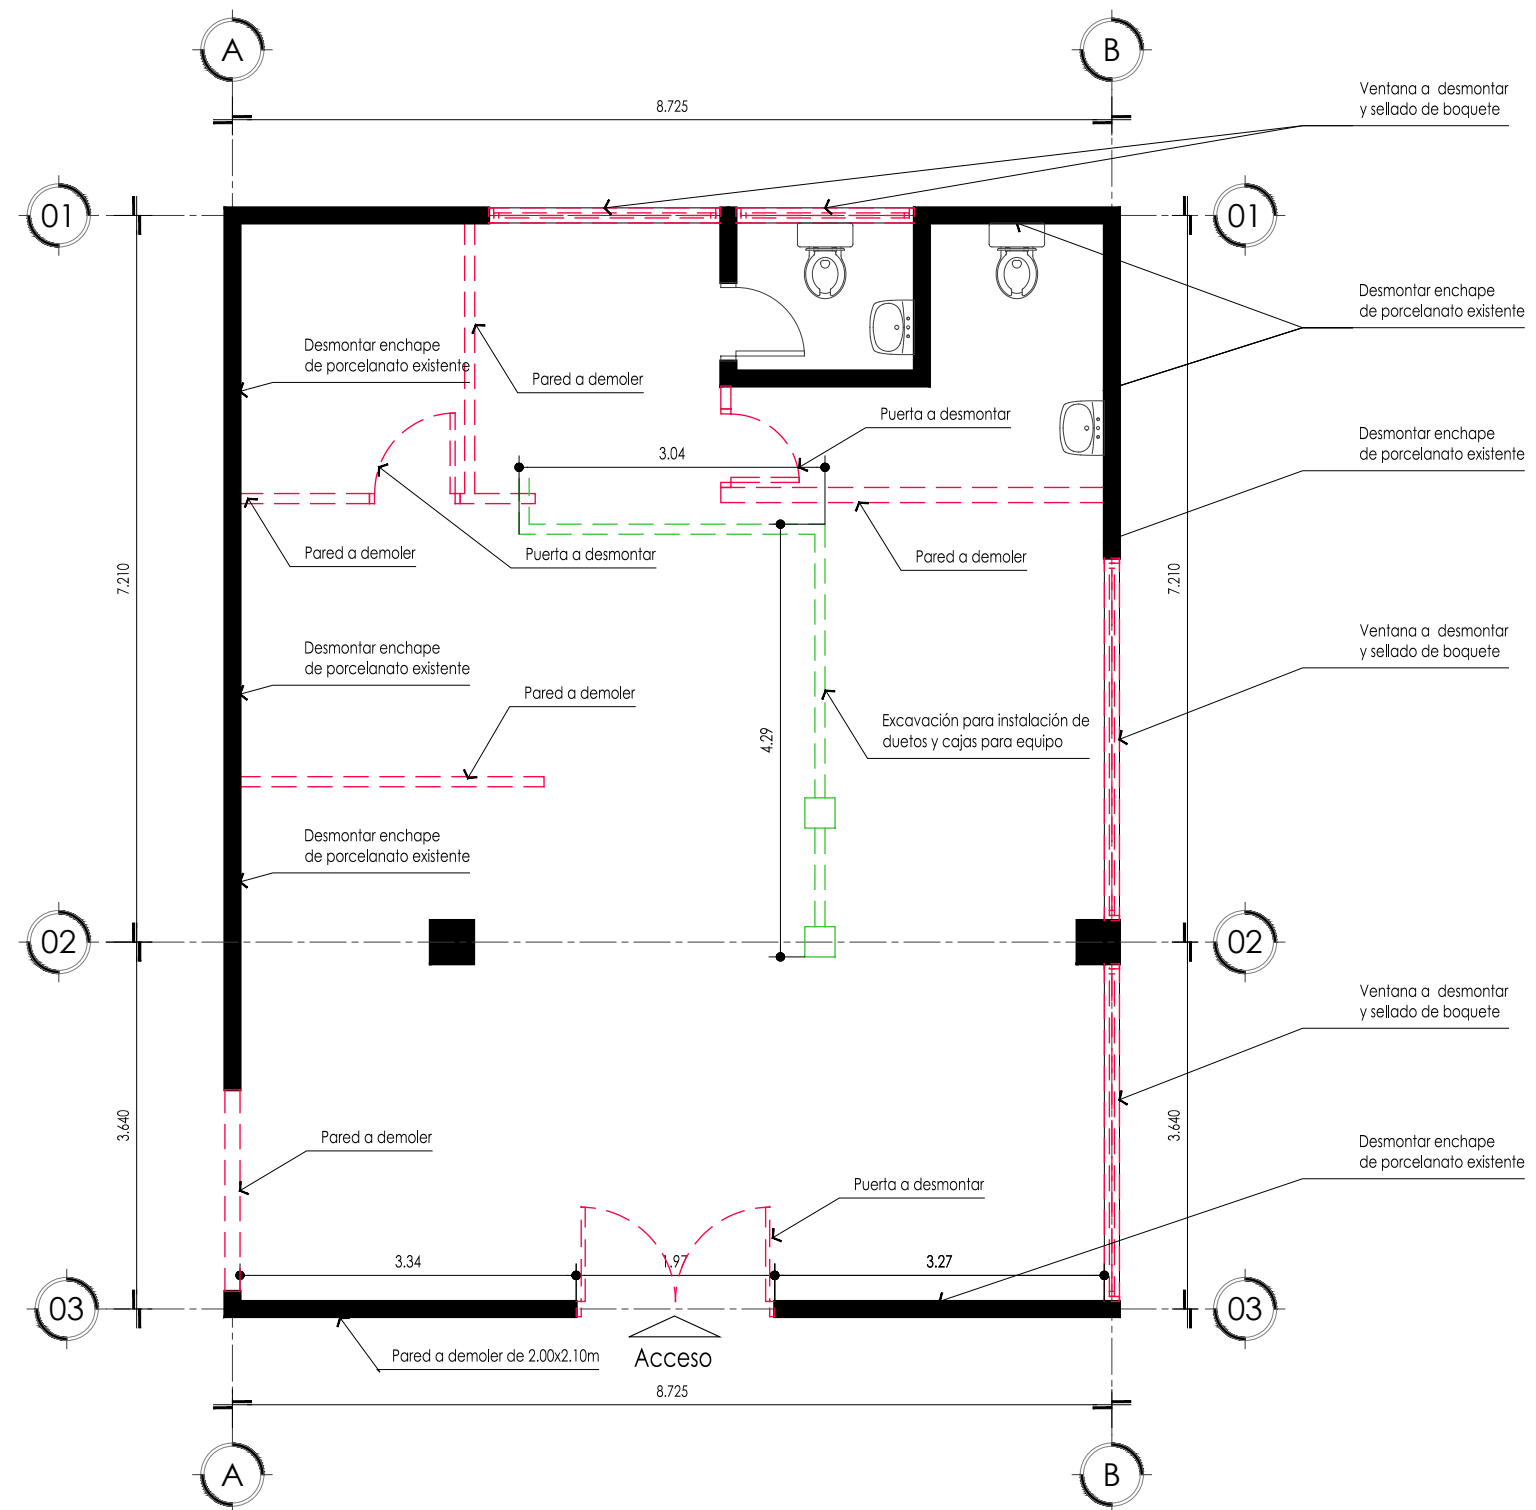 A
B
8.725
Ventana a desmontar
y sellado de boquete
01
01
Desmontar enchape
de porcelanato existente
Desmontar enchape
de porcelanato existente
Pared a demoler
Puerta a desmontar
3.04
Desmontar enchape
de porcelanato existente
Pared a demoler
Puerta a desmontar
Pared a demoler
7.210
7.210
Desmontar enchape
de porcelanato existente
Ventana a desmontar
y sellado de boquete
Pared a demoler
Excavación para instalación de
duetos y cajas para equipo
4.29
Desmontar enchape
de porcelanato existente
02
02
Ventana a desmontar
y sellado de boquete
3.640
3.640
Pared a demoler
Desmontar enchape
de porcelanato existente
Puerta a desmontar
3.34
1.97
3.27
03
03
Pared a demoler de 2.00x2.10m
Acceso
8.725
A
B